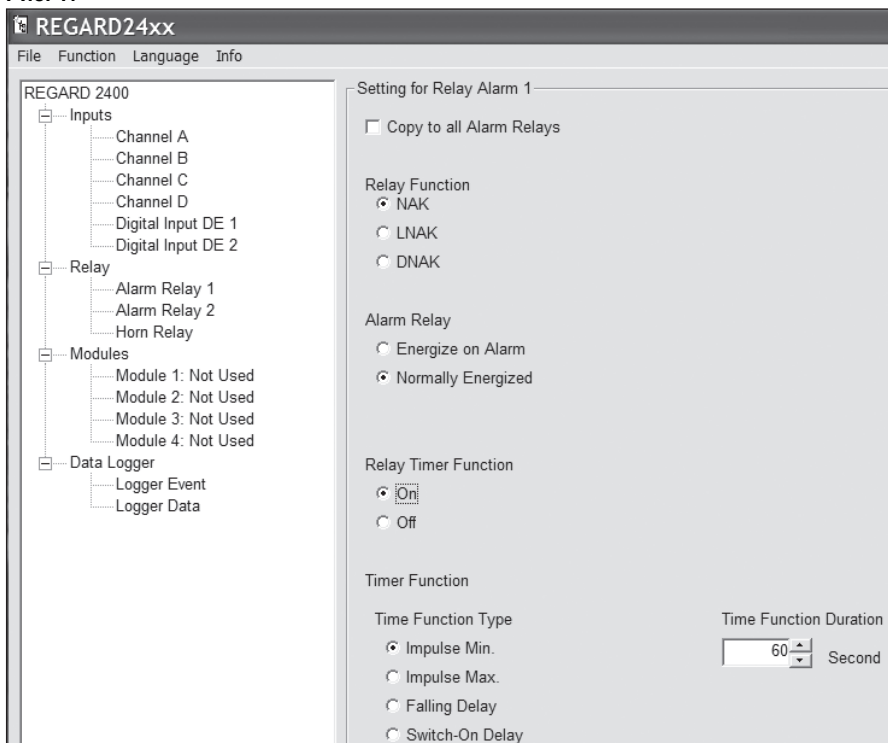 REGARD24xx
File Function Language Info
REGARD 2400
Inputs
Channel A
Channel B
Channel C
Channel D
Digital Input DE 1
Digital Input DE 2
Relay
Alarm Relay 1
Alarm Relay 2
Horn Relay
Modules
Module 1: Not Used
Module 2: Not Used
Module 3: Not Used
Module 4: Not Used
Data Logger
Logger Event
Logger Data
Setting for Relay Alarm 1
Copy to all Alarm Relays
Relay Function
NAK
LNAK
DNAK
Alarm Relay
Energize on Alarm
Normally Energized
Relay Timer Function
On
Off
Timer Function
Time Function Type
Impulse Min.
Impulse Max.
Falling Delay
Switch-On Delay
Time Function Duration
60 Second